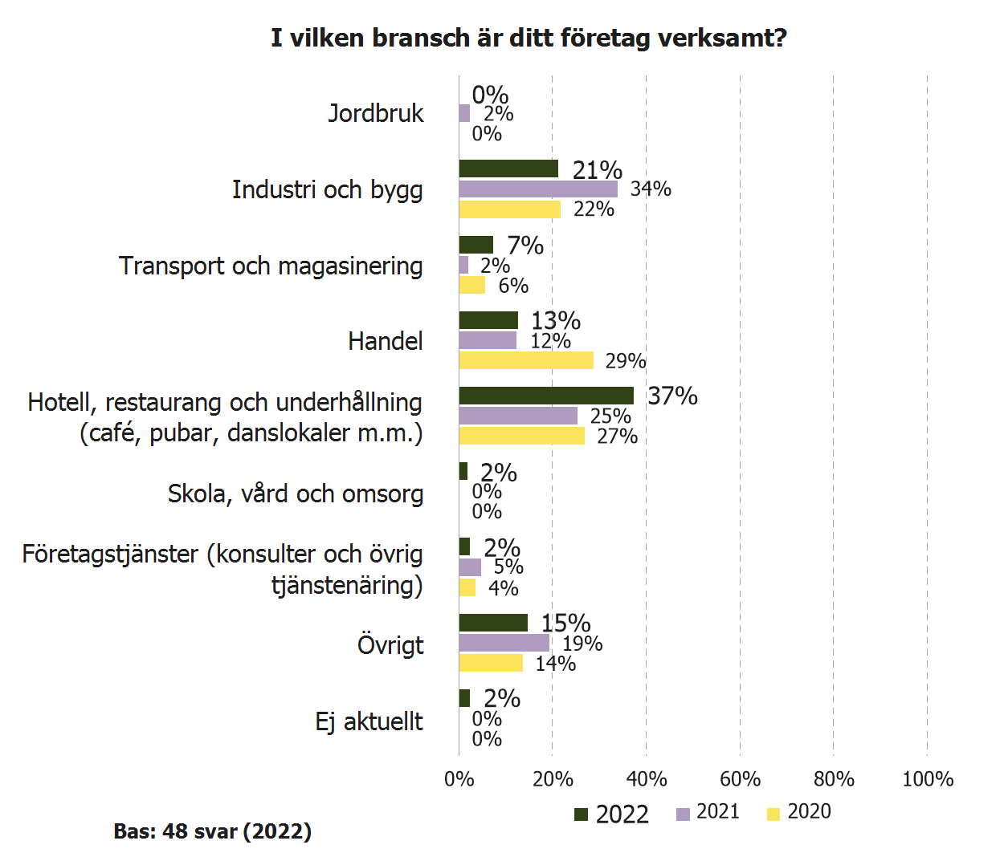 I vilken bransch är ditt företag verksamt?
Jordbruk
0%
2%
0%
Industri och bygg
21%
34%
22%
Transport och magasinering
7%
2%
6%
Handel
13%
12%
29%
Hotell, restaurang och underhållning
(café, pubar, danslokaler m.m.)
37%
25%
27%
Skola, vård och omsorg
2%
0%
0%
Företagstjänster (konsulter och övrig
tjänstenäring)
2%
5%
4%
Övrigt
15%
19%
14%
Ej aktuellt
2%
0%
0%
0% 20% 40% 60% 80% 100%
2022 2021 2020
Bas: 48 svar (2022)